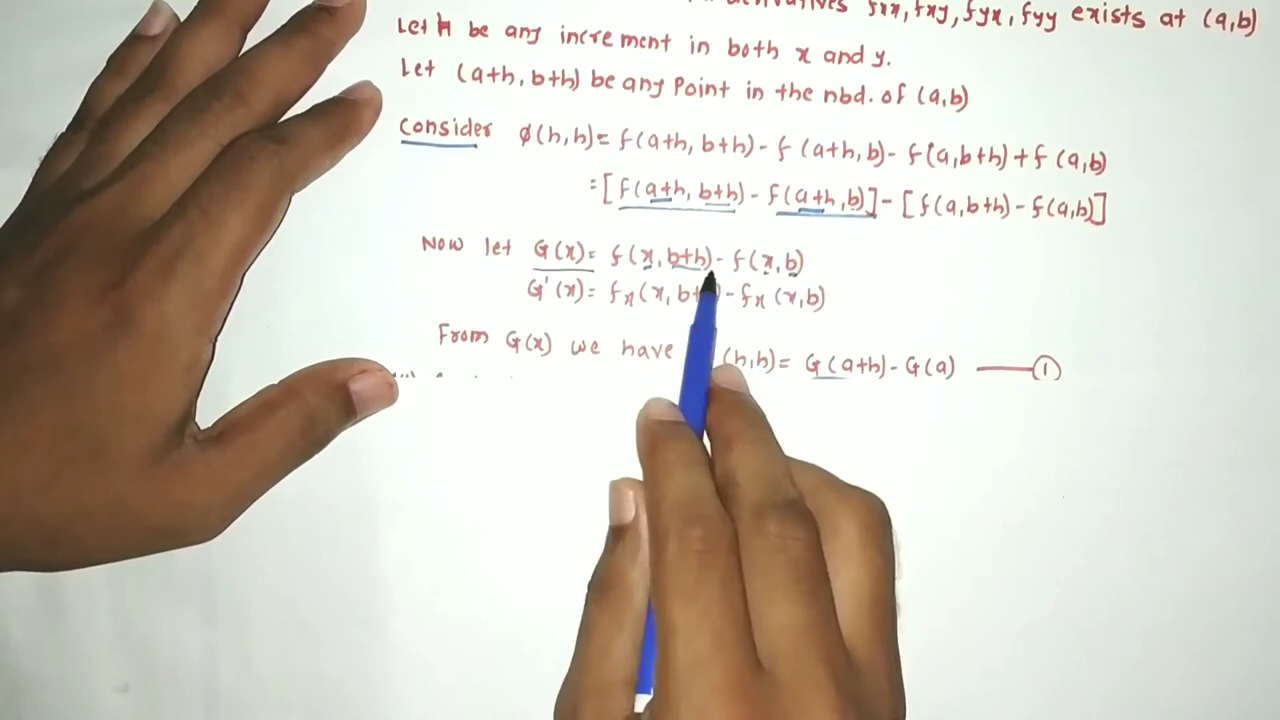 derivatives fxx, fxy, fyx, fyy exists at (a,b)
Let h be any increment in both x and y.
Let (a+h, b+h) be any Point in the nbd. of (a,b)
Consider ϕ(h,h)= f(a+h, b+h)- f (a+h, b)- f(a,b+h)+f (a,b)
=[f(a+h, b+h)- f(a+h,b)]-[f(a,b+h)-f(a,b)]
Now let G(x)= f(x, b+h)- f(x,b)
G'(x)= fx(x, b+ )-fx (x,b)
From G(x) we have (h,h)= G(a+h)-G(a) —— ①